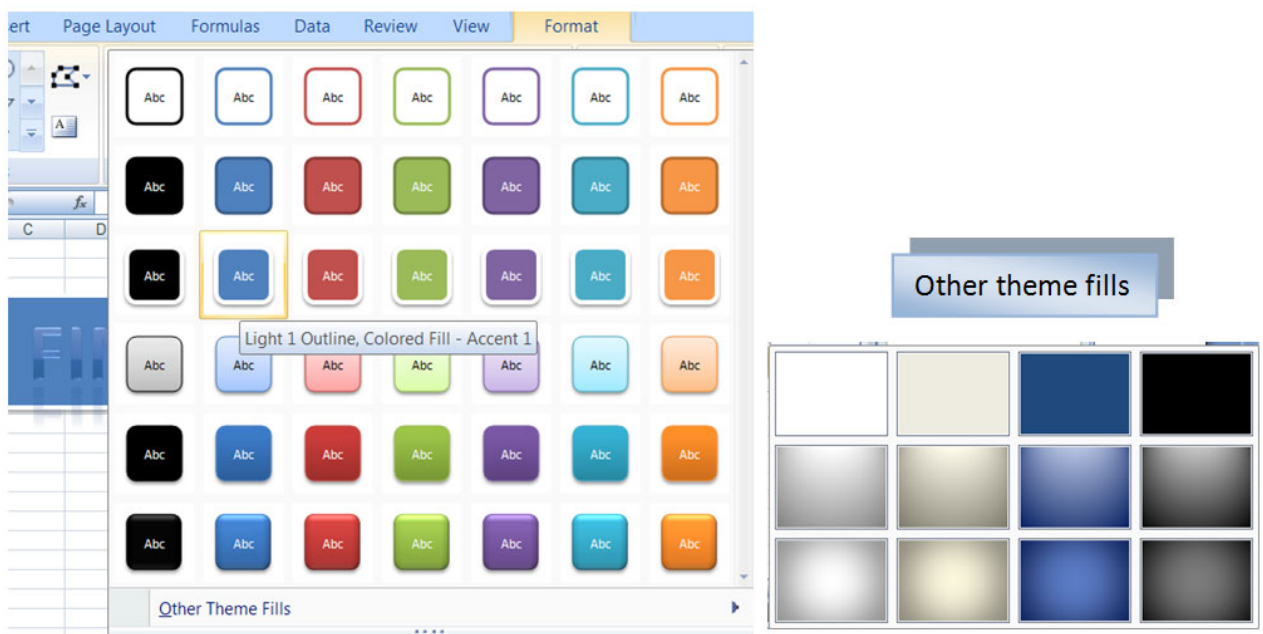 ert Page Layout Formulas Data Review View Format
A
Abc Abc Abc Abc Abc Abc Abc
Abc Abc Abc Abc Abc Abc Abc
fx
C D
Abc Abc Abc Abc Abc Abc Abc
Light 1 Outline, Colored Fill - Accent 1
Abc Abc Abc Abc Abc Abc Abc
Abc Abc Abc Abc Abc Abc Abc
Abc Abc Abc Abc Abc Abc Abc
Other Theme Fills
Other theme fills